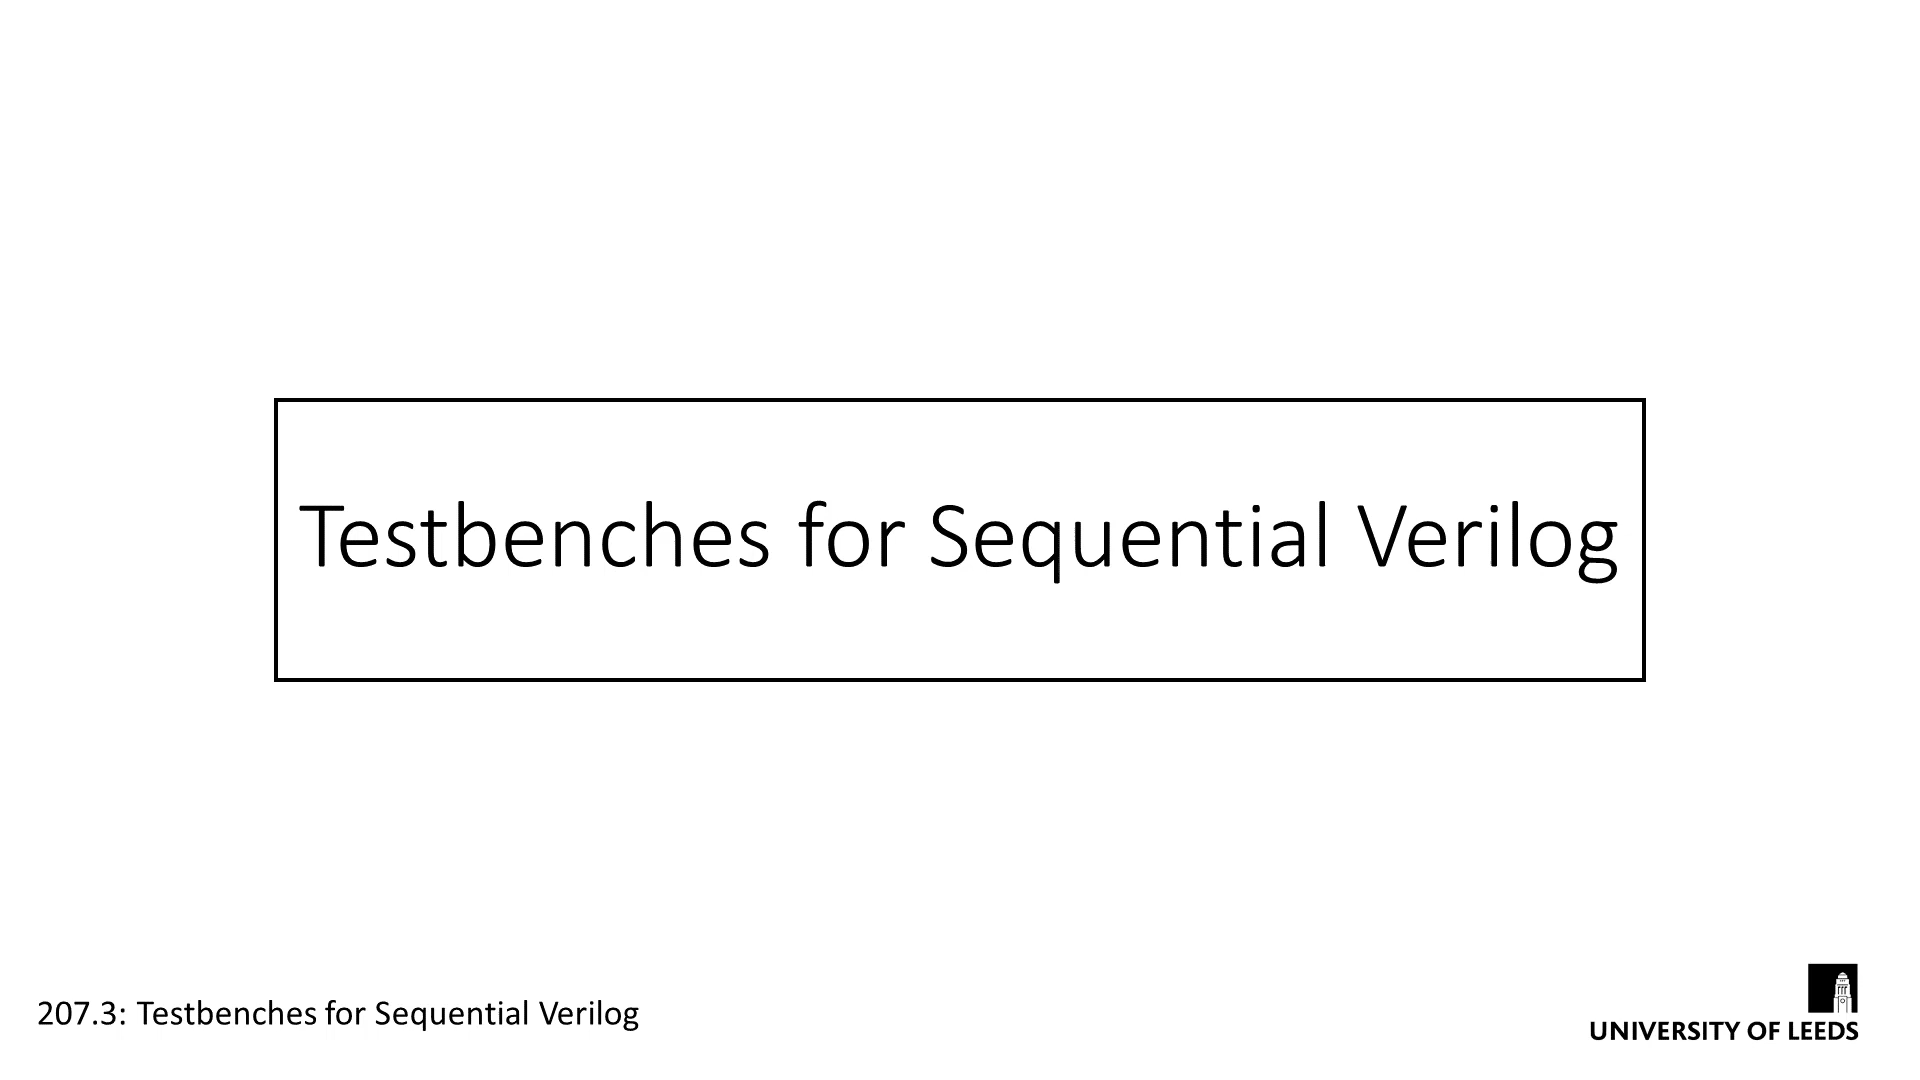 Testbenches for Sequential Verilog
207.3: Testbenches for Sequential Verilog
UNIVERSITY OF LEEDS